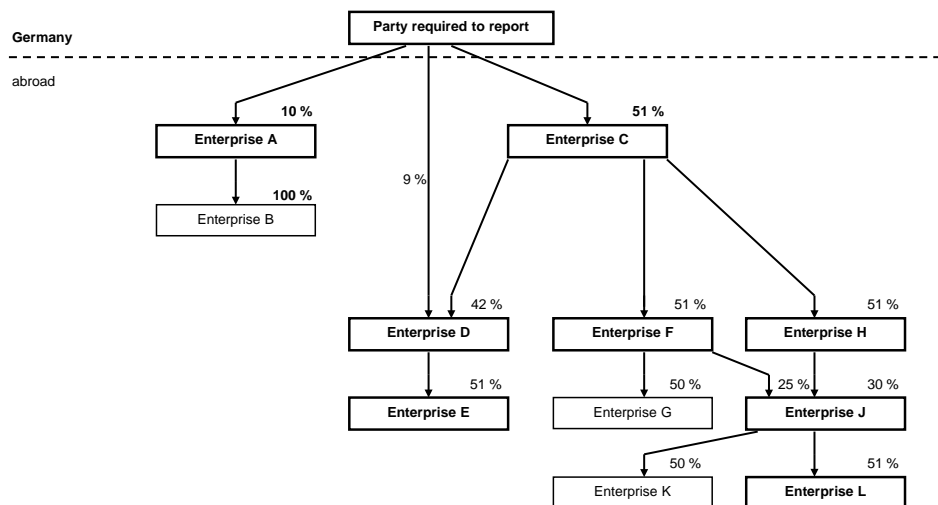 Party required to report
Germany
abroad
10 %
51 %
Enterprise A
Enterprise C
9 %
100 %
Enterprise B
42 %
51 %
51 %
Enterprise D
Enterprise F
Enterprise H
51 %
50 %
25 %
30 %
Enterprise E
Enterprise G
Enterprise J
50 %
51 %
Enterprise K
Enterprise L